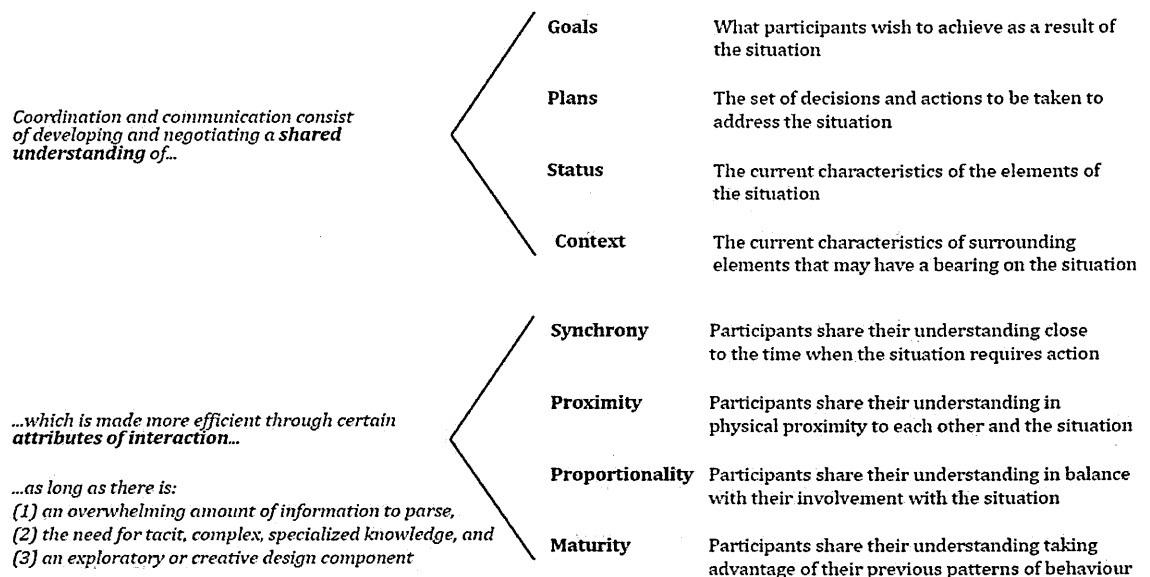 Coordination and communication consist
of developing and negotiating a shared
understanding of...
Goals
What participants wish to achieve as a result of
the situation
Plans
The set of decisions and actions to be taken to
address the situation
Status
The current characteristics of the elements of
the situation
Context
The current characteristics of surrounding
elements that may have a bearing on the situation
...which is made more efficient through certain
attributes of interaction...
...as long as there is:
(1) an overwhelming amount of information to parse,
(2) the need for tacit, complex, specialized knowledge, and
(3) an exploratory or creative design component
Synchrony
Participants share their understanding close
to the time when the situation requires action
Proximity
Participants share their understanding in
physical proximity to each other and the situation
Proportionality
Participants share their understanding in balance
with their involvement with the situation
Maturity
Participants share their understanding taking
advantage of their previous patterns of behaviour